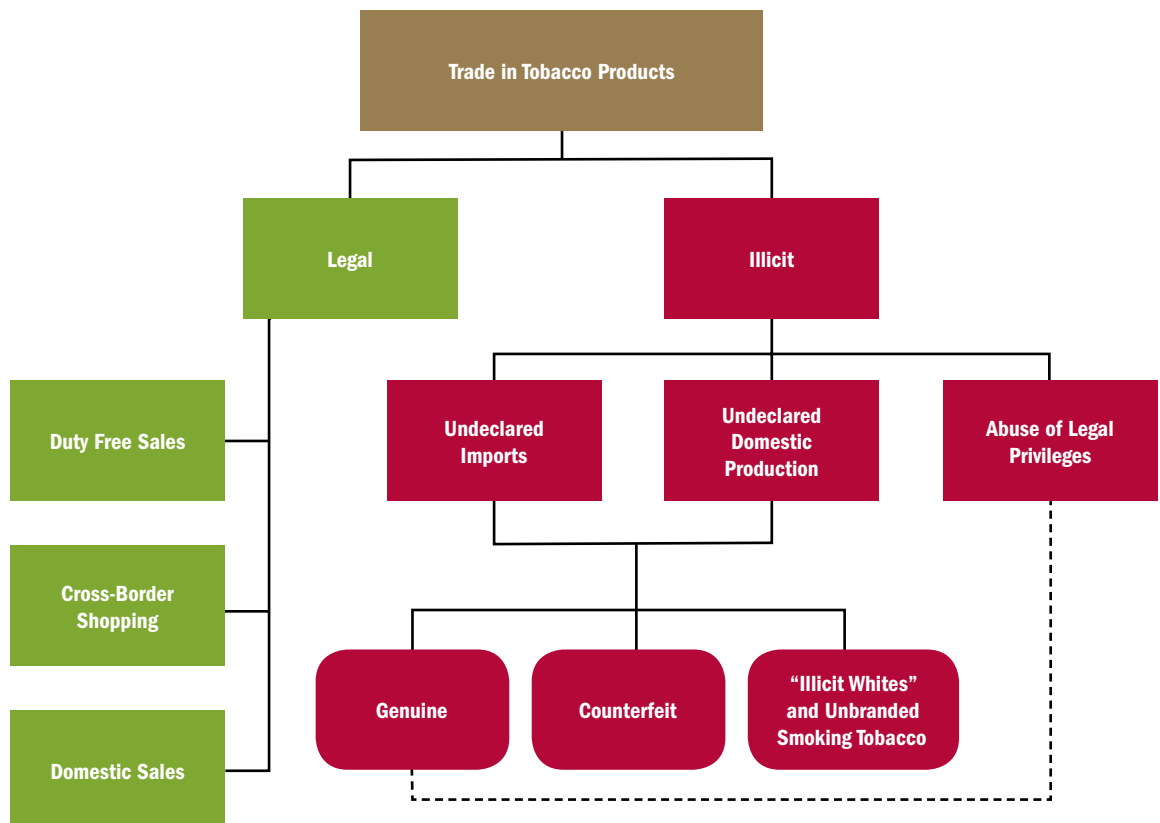 Trade in Tobacco Products
Legal
Illicit
Duty Free Sales
Cross-Border
Shopping
Domestic Sales
Undeclared
Imports
Undeclared
Domestic
Production
Abuse of Legal
Privileges
Genuine
Counterfeit
“Illicit Whites”
and Unbranded
Smoking Tobacco